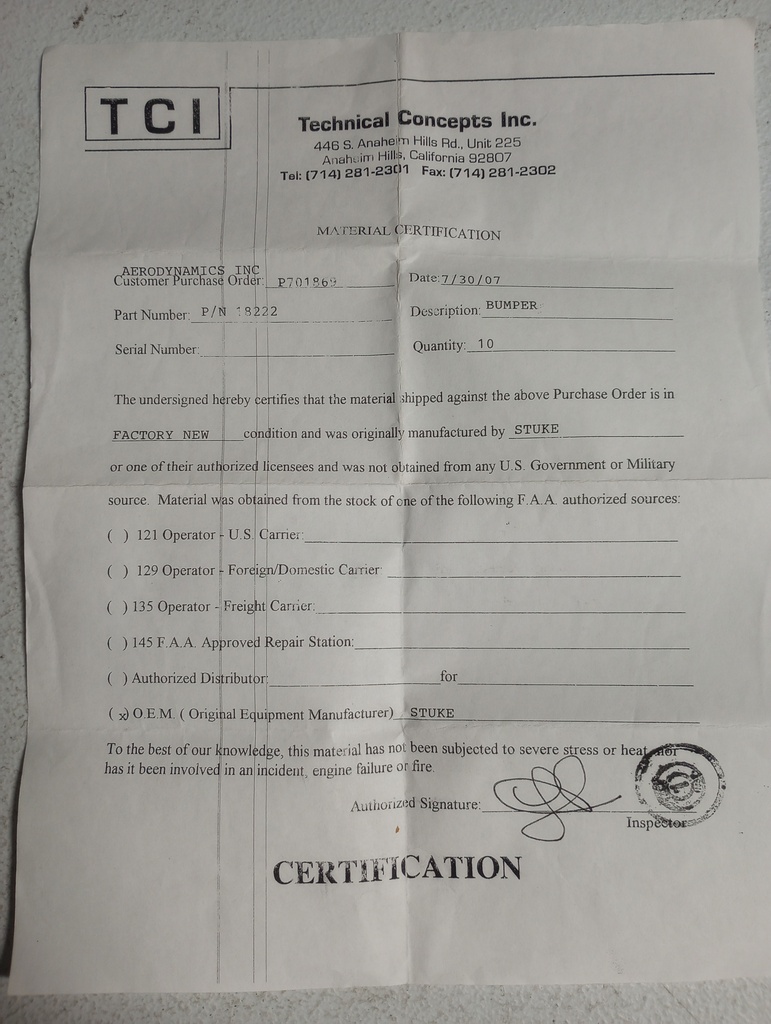 TCI
Technical Concepts Inc.
446 S. Anaheim Hills Rd., Unit 225
Anaheim Hills, California 92807
Tel: (714) 281-2301 Fax: (714) 281-2302
MATERIAL CERTIFICATION
AERODYNAMICS INC
Customer Purchase Order: P701869 Date: 7/30/07
Part Number: P/N 18222 Description: BUMPER
Serial Number: Quantity: 10
The undersigned hereby certifies that the material shipped against the above Purchase Order is in
FACTORY NEW condition and was originally manufactured by STUKE
or one of their authorized licensees and was not obtained from any U.S. Government or Military
source. Material was obtained from the stock of one of the following F.A.A. authorized sources:
( ) 121 Operator - U.S. Carrier:
( ) 129 Operator - Foreign/Domestic Carrier:
( ) 135 Operator - Freight Carrier:
( ) 145 F.A.A. Approved Repair Station:
( ) Authorized Distributor: for
(x) O.E.M. ( Original Equipment Manufacturer) STUKE
To the best of our knowledge, this material has not been subjected to severe stress or heat nor
has it been involved in an incident, engine failure or fire.
Authorized Signature:
Inspector
CERTIFICATION